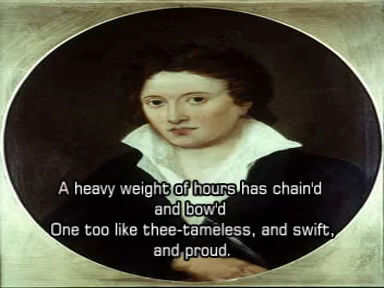 A heavy weight of hours has chain'd
and bow'd
One too like thee-tameless, and swift,
and proud.